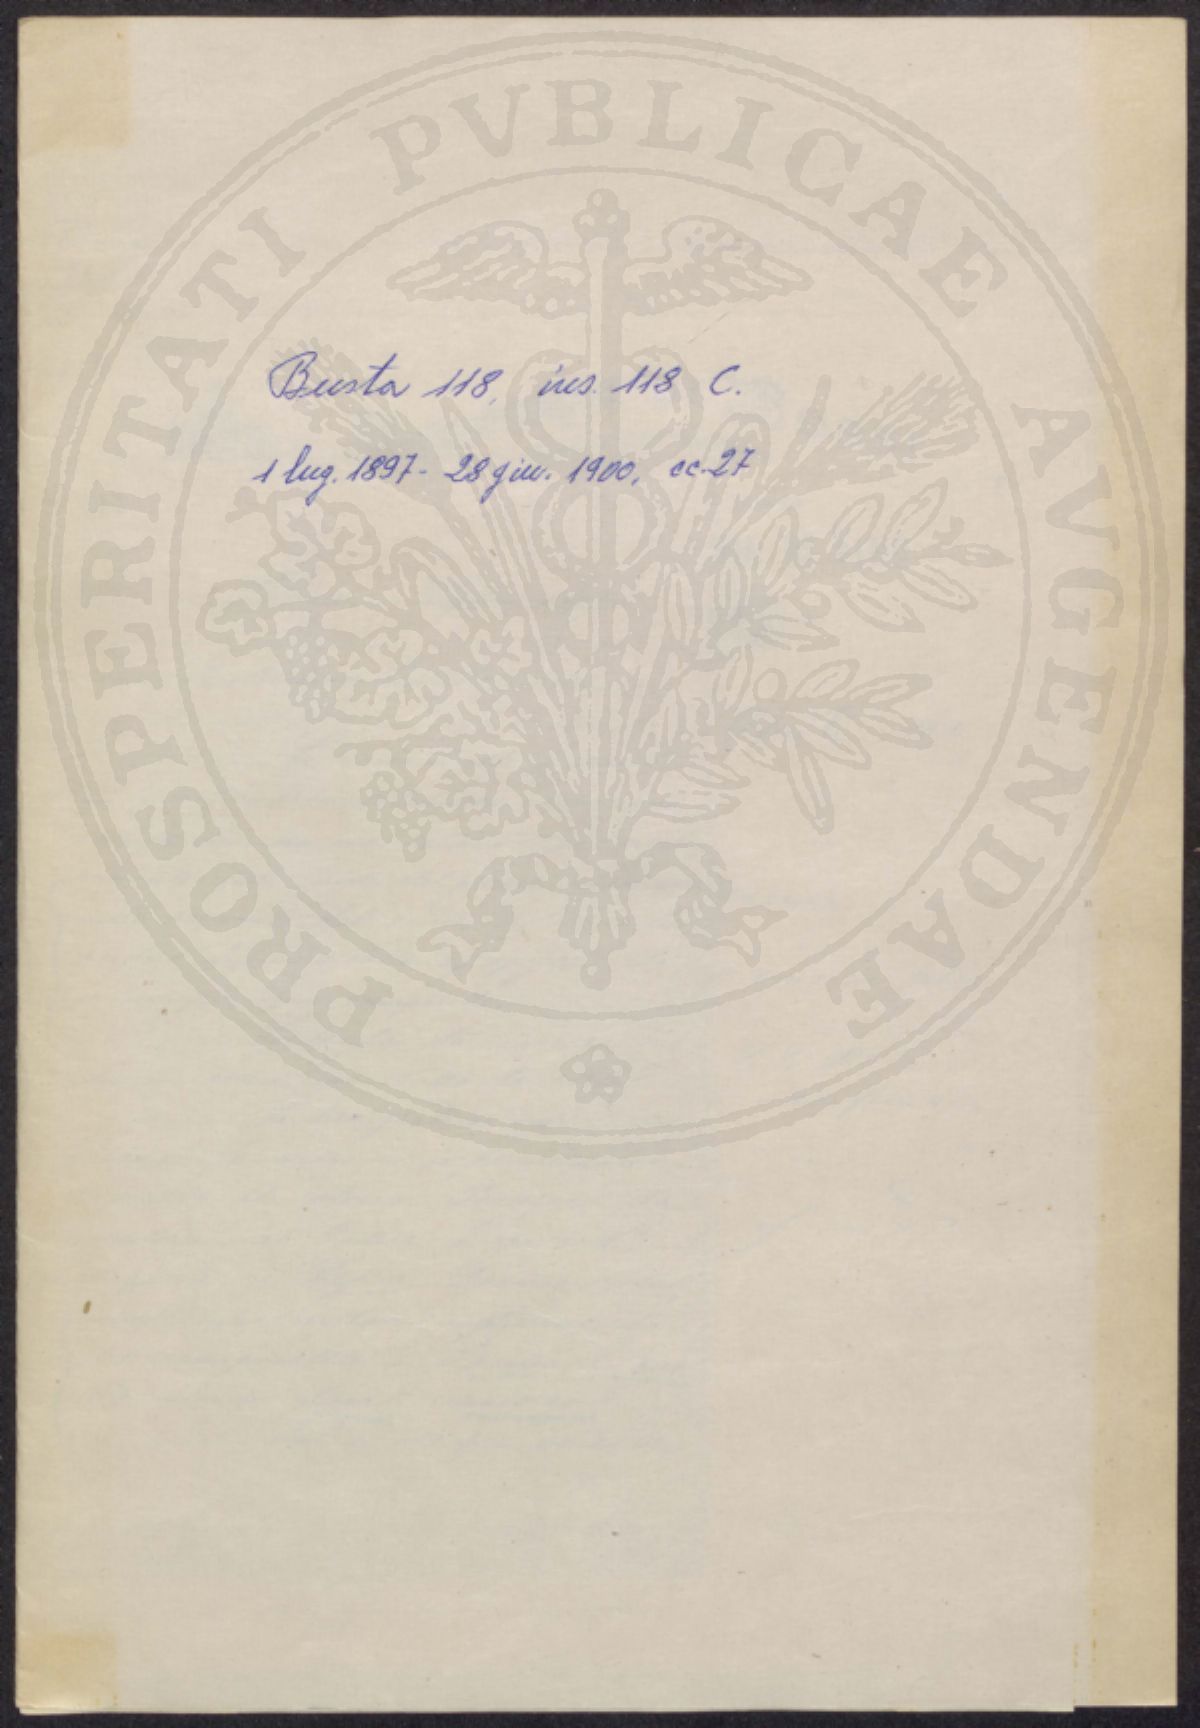 PROSPERITATI PVBLICAE AVGENDAE
Busta 118, ins. 118 C.
1 lug. 1897 - 28 giu. 1900, cc. 27